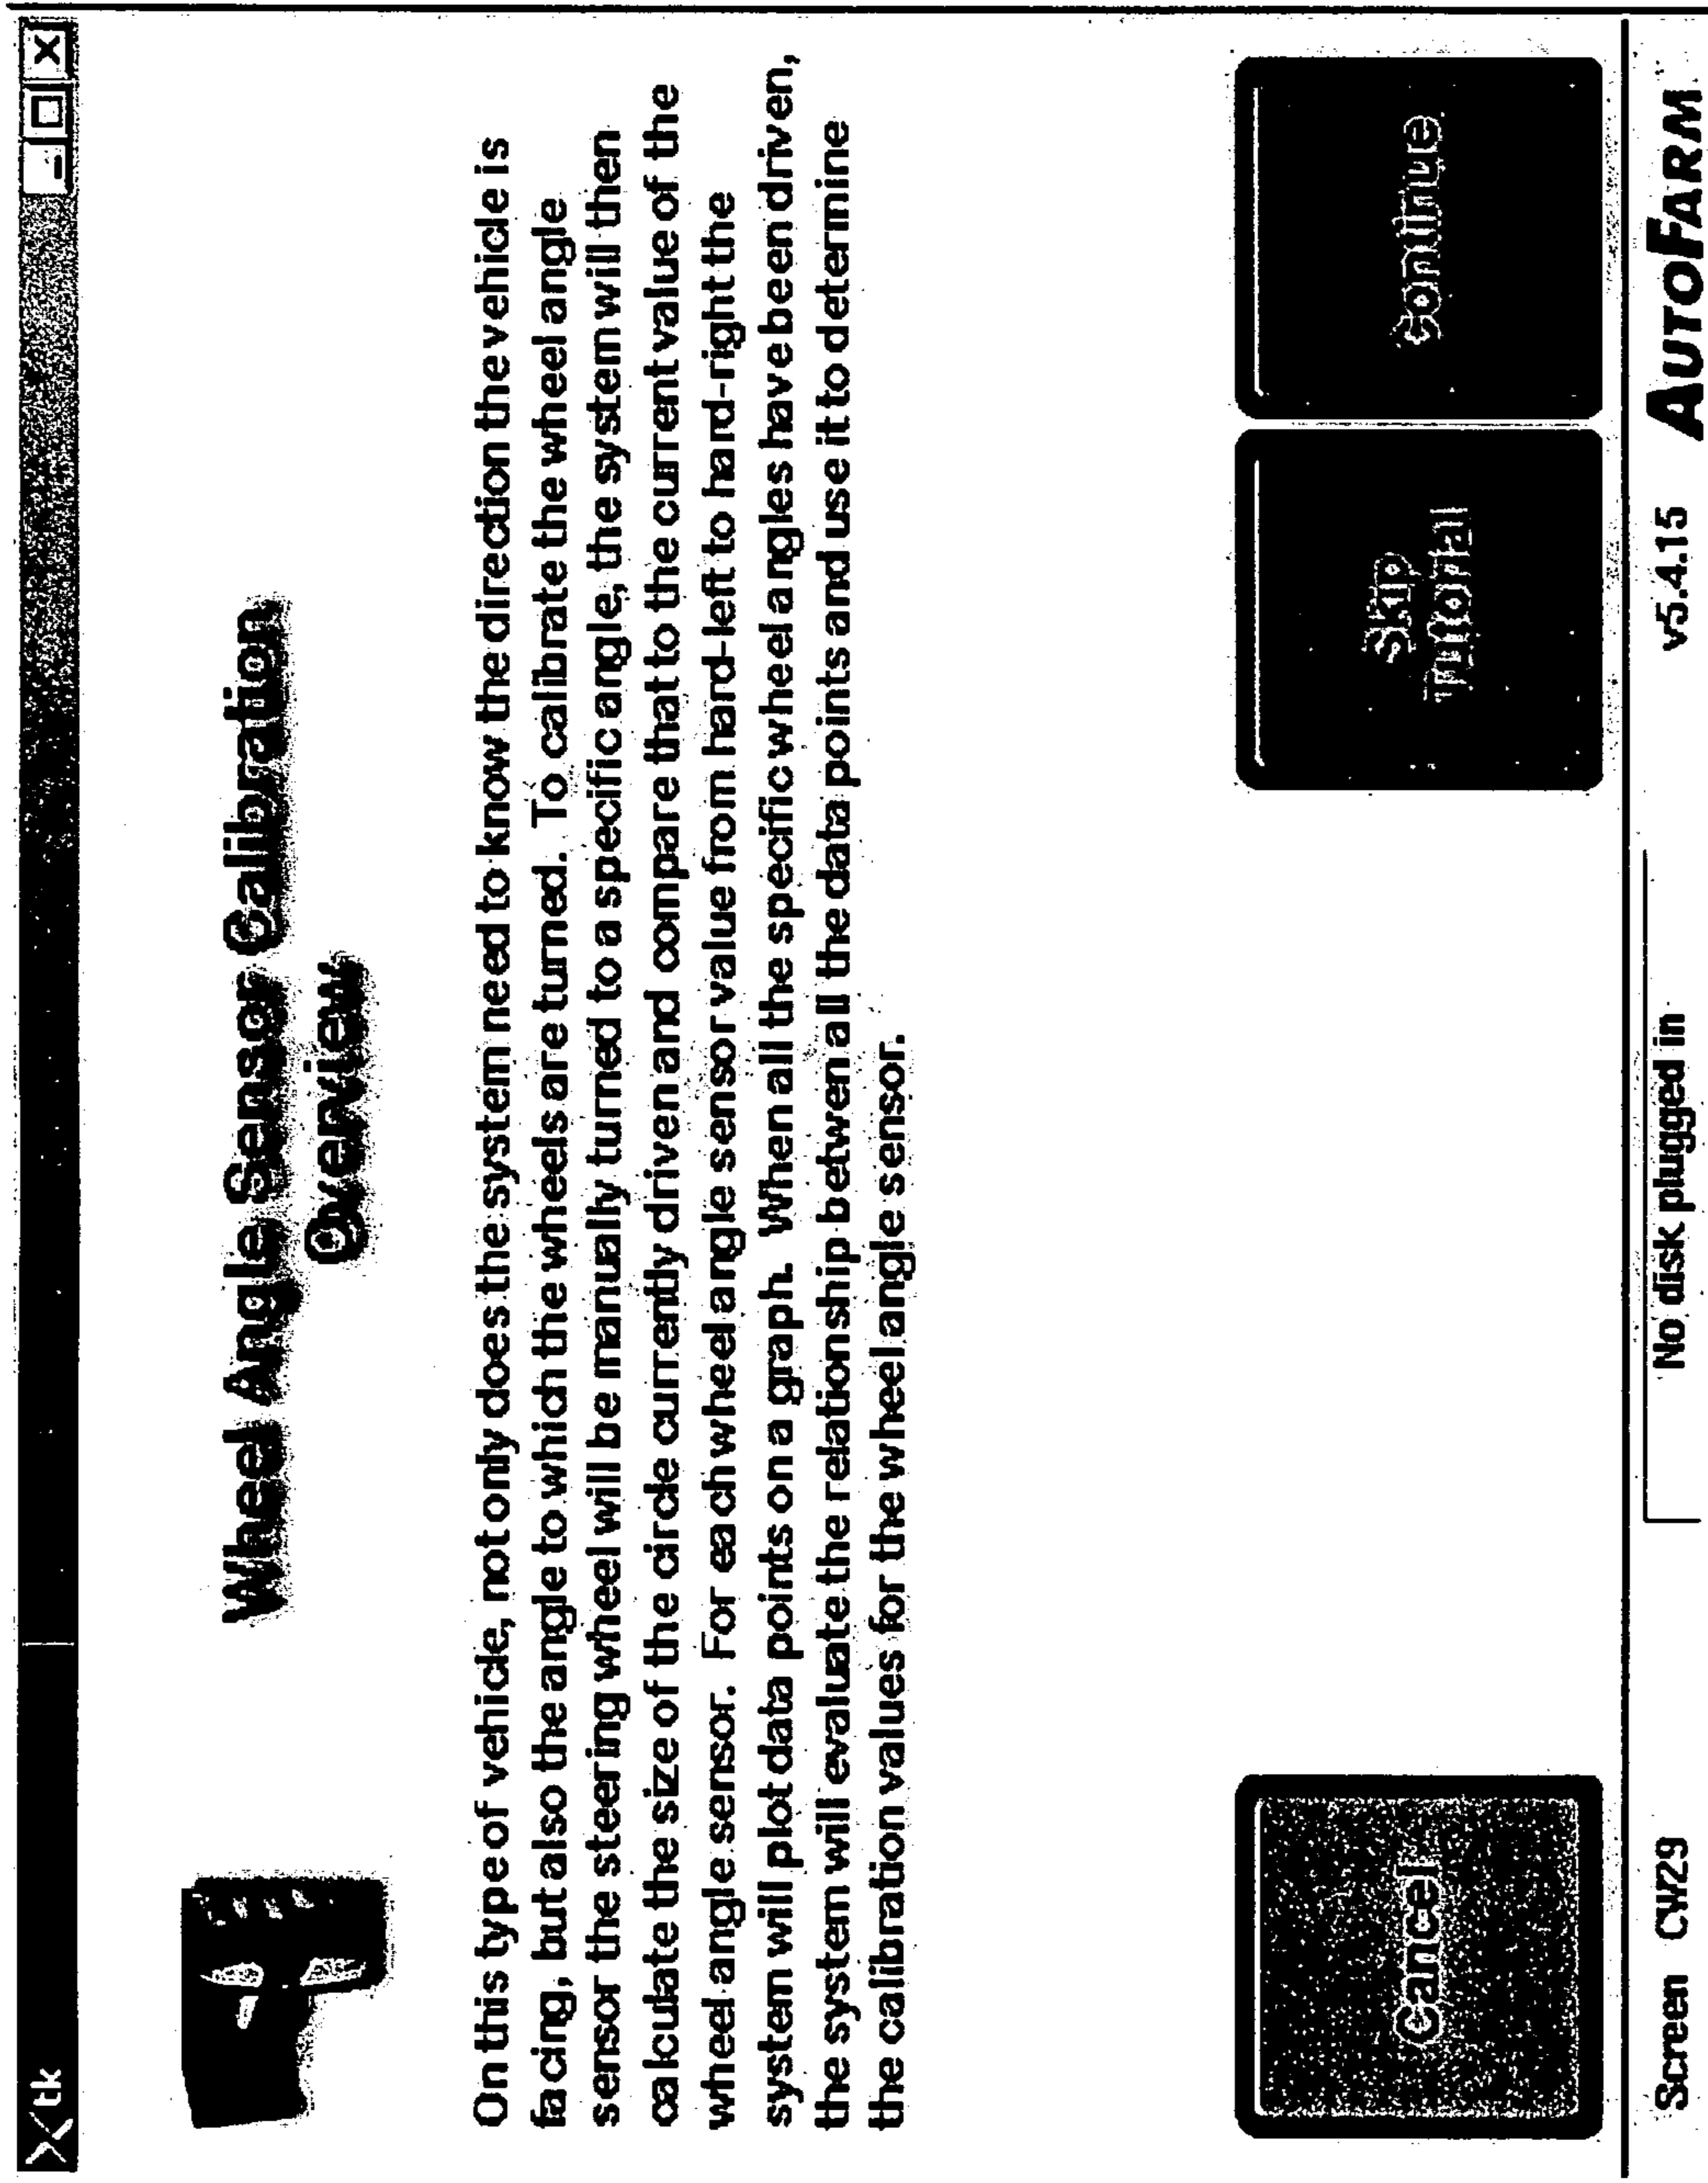 tk
Wheel Angle Sensor Calibration
Overview
On this type of vehicle, not only does the system need to know the direction the vehicle is
facing, but also the angle to which the wheels are turned. To calibrate the wheel angle
sensor the steering wheel will be manually turned to a specific angle, the system will then
calculate the size of the circle currently driven and compare that to the current value of the
wheel angle sensor. For each wheel angle sensor value from hard-left to hard-right the
system will plot data points on a graph. When all the specific wheel angles have been driven,
the system will evaluate the relationship betwen all the data points and use it to determine
the calibration values for the wheel angle sensor.
Cancel
Skip
Tutorial
Continue
Screen CW29
No disk plugged in
v5.4.15
AUTOFARM